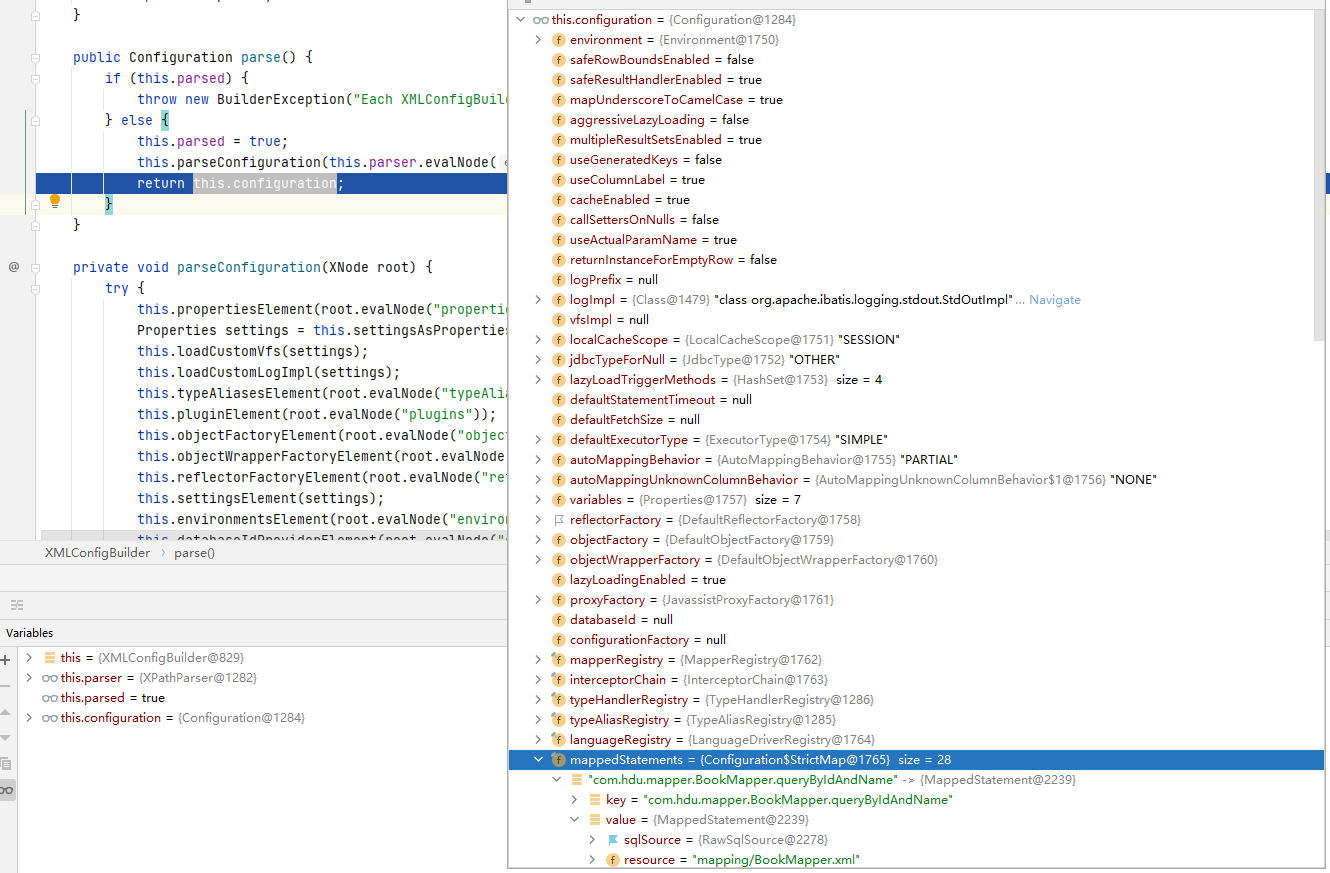 }
public Configuration parse() {
if (this.parsed) {
throw new BuilderException("Each XMLConfigBuil
} else {
this.parsed = true;
this.parseConfiguration(this.parser.evalNode(
return this.configuration;
}
}
@
private void parseConfiguration(XNode root) {
try {
this.propertiesElement(root.evalNode("properti
Properties settings = this.settingsAsProperties
this.loadCustomVfs(settings);
this.loadCustomLogImpl(settings);
this.typeAliasesElement(root.evalNode("typeAlia
this.pluginElement(root.evalNode("plugins"));
this.objectFactoryElement(root.evalNode("object
this.objectWrapperFactoryElement(root.evalNode
this.reflectorFactoryElement(root.evalNode("ref
this.settingsElement(settings);
this.environmentsElement(root.evalNode("environ
this.databaseIdProviderElement(root.evalNode("
XMLConfigBuilder > parse()
Variables
this = {XMLConfigBuilder@829}
this.parser = {XPathParser@1282}
this.parsed = true
this.configuration = {Configuration@1284}
this.configuration = {Configuration@1284}
environment = {Environment@1750}
safeRowBoundsEnabled = false
safeResultHandlerEnabled = true
mapUnderscoreToCamelCase = true
aggressiveLazyLoading = false
multipleResultSetsEnabled = true
useGeneratedKeys = false
useColumnLabel = true
cacheEnabled = true
callSettersOnNulls = false
useActualParamName = true
returnInstanceForEmptyRow = false
logPrefix = null
logImpl = {Class@1479} "class org.apache.ibatis.logging.stdout.StdOutImpl" ... Navigate
vfsImpl = null
localCacheScope = {LocalCacheScope@1751} "SESSION"
jdbcTypeForNull = {JdbcType@1752} "OTHER"
lazyLoadTriggerMethods = {HashSet@1753} size = 4
defaultStatementTimeout = null
defaultFetchSize = null
defaultExecutorType = {ExecutorType@1754} "SIMPLE"
autoMappingBehavior = {AutoMappingBehavior@1755} "PARTIAL"
autoMappingUnknownColumnBehavior = {AutoMappingUnknownColumnBehavior$1@1756} "NONE"
variables = {Properties@1757} size = 7
reflectorFactory = {DefaultReflectorFactory@1758}
objectFactory = {DefaultObjectFactory@1759}
objectWrapperFactory = {DefaultObjectWrapperFactory@1760}
lazyLoadingEnabled = true
proxyFactory = {JavassistProxyFactory@1761}
databaseId = null
configurationFactory = null
mapperRegistry = {MapperRegistry@1762}
interceptorChain = {InterceptorChain@1763}
typeHandlerRegistry = {TypeHandlerRegistry@1286}
typeAliasRegistry = {TypeAliasRegistry@1285}
languageRegistry = {LanguageDriverRegistry@1764}
mappedStatements = {Configuration$StrictMap@1765} size = 28
"com.hdu.mapper.BookMapper.queryByIdAndName" -> {MappedStatement@2239}
key = "com.hdu.mapper.BookMapper.queryByIdAndName"
value = {MappedStatement@2239}
sqlSource = {RawSqlSource@2278}
resource = "mapping/BookMapper.xml"